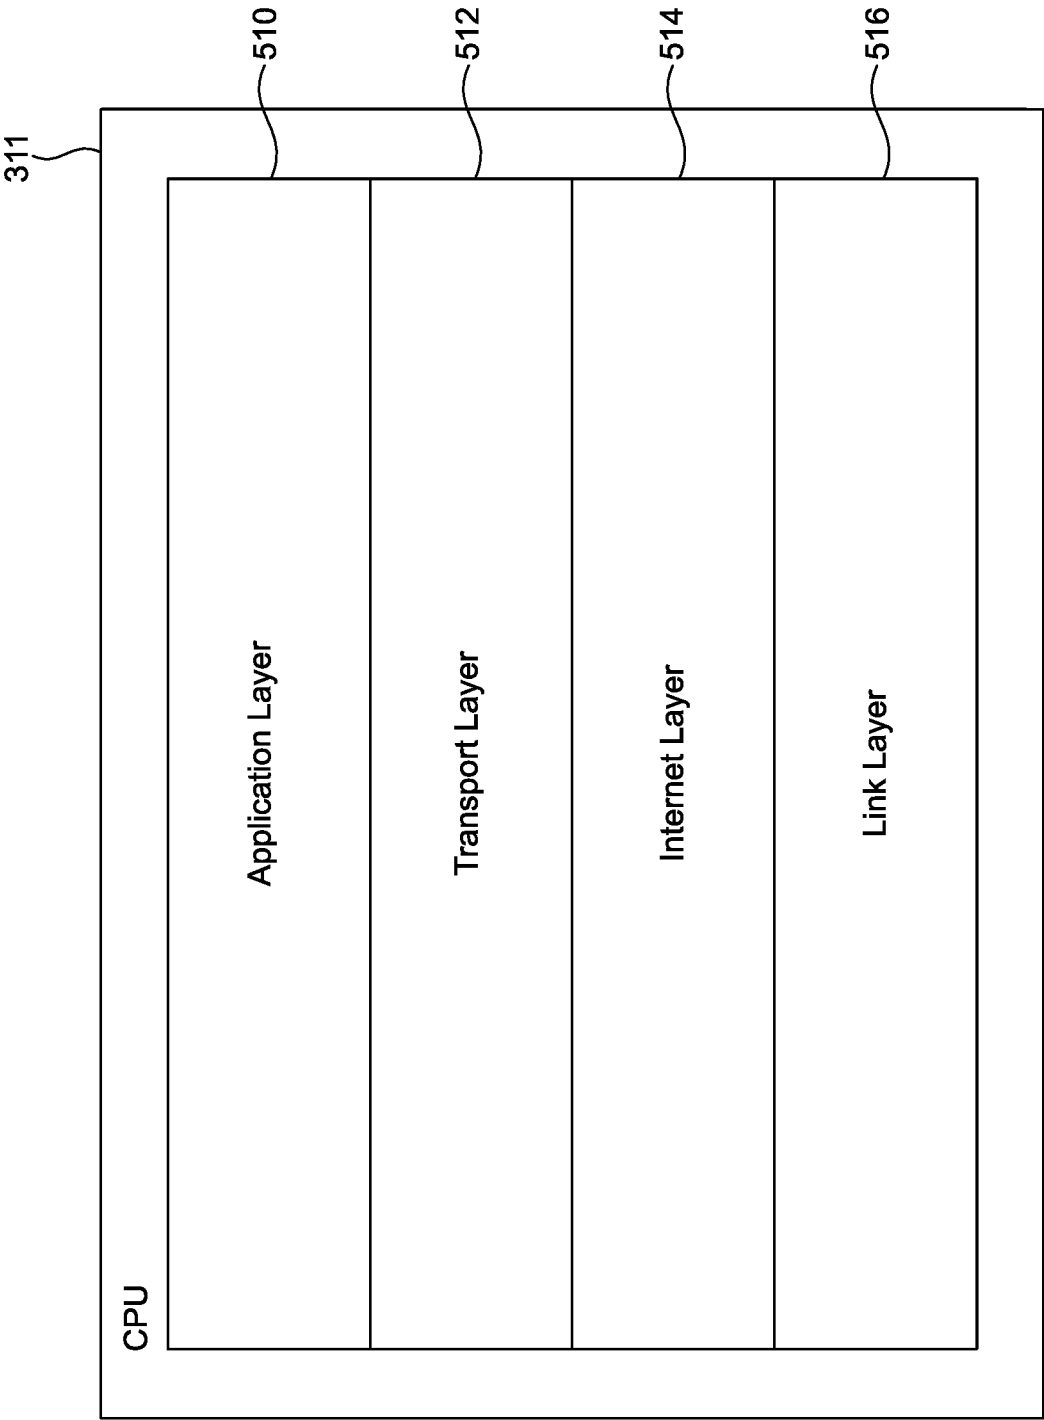 311
CPU
Application Layer
510
Transport Layer
512
Internet Layer
514
Link Layer
516